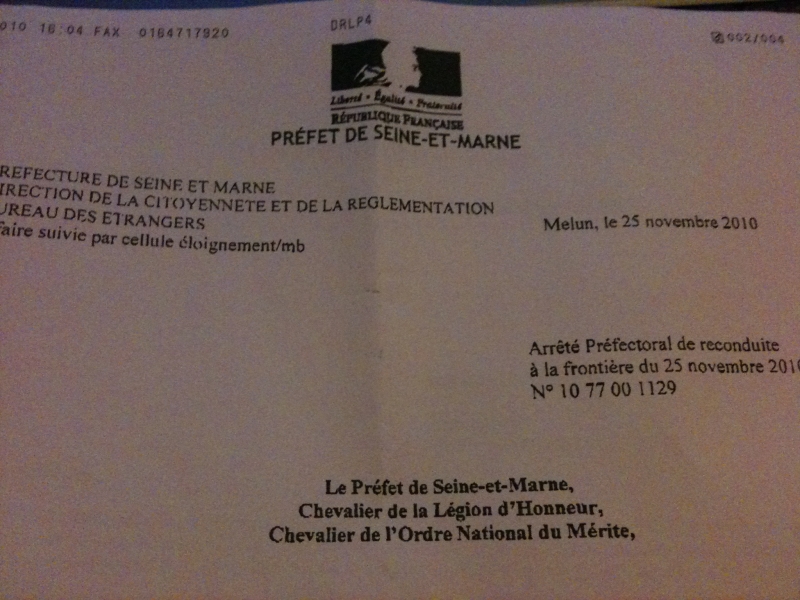 010 16:04 FAX 0164717920
DRLP4
002/004
Liberté • Égalité • Fraternité
RÉPUBLIQUE FRANÇAISE
PRÉFET DE SEINE-ET-MARNE
REFECTURE DE SEINE ET MARNE
IRECTION DE LA CITOYENNETE ET DE LA REGLEMENTATION
UREAU DES ETRANGERS
faire suivie par cellule éloignement/mb
Melun, le 25 novembre 2010
Arrêté Préfectoral de reconduite
à la frontière du 25 novembre 2010
N° 10 77 00 1129
Le Préfet de Seine-et-Marne,
Chevalier de la Légion d'Honneur,
Chevalier de l'Ordre National du Mérite,